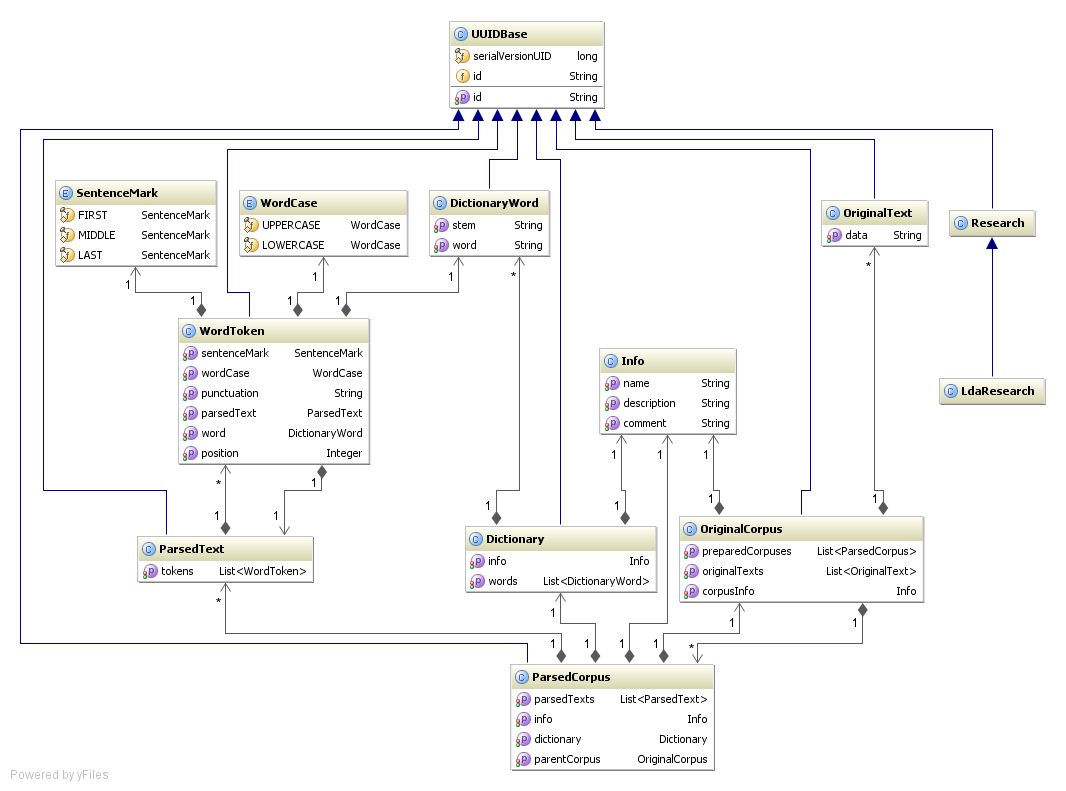 C UUIDBase
f serialVersionUID long
f id String
p id String
E SentenceMark
f FIRST SentenceMark
f MIDDLE SentenceMark
f LAST SentenceMark
E WordCase
f UPPERCASE WordCase
f LOWERCASE WordCase
C DictionaryWord
p stem String
p word String
C OriginalText
p data String
C Research
1 1 1 * *
1 1 1
C WordToken
p sentenceMark SentenceMark
p wordCase WordCase
p punctuation String
p parsedText ParsedText
p word DictionaryWord
p position Integer
C Info
p name String
p description String
p comment String
C LdaResearch
* 1 1 1 1
1 1 1 1 1 1
C ParsedText
p tokens List<WordToken>
C Dictionary
p info Info
p words List<DictionaryWord>
C OriginalCorpus
p preparedCorpuses List<ParsedCorpus>
p originalTexts List<OriginalText>
p corpusInfo Info
* 1 1 1
1 1 1 1 *
C ParsedCorpus
p parsedTexts List<ParsedText>
p info Info
p dictionary Dictionary
p parentCorpus OriginalCorpus
Powered by yFiles